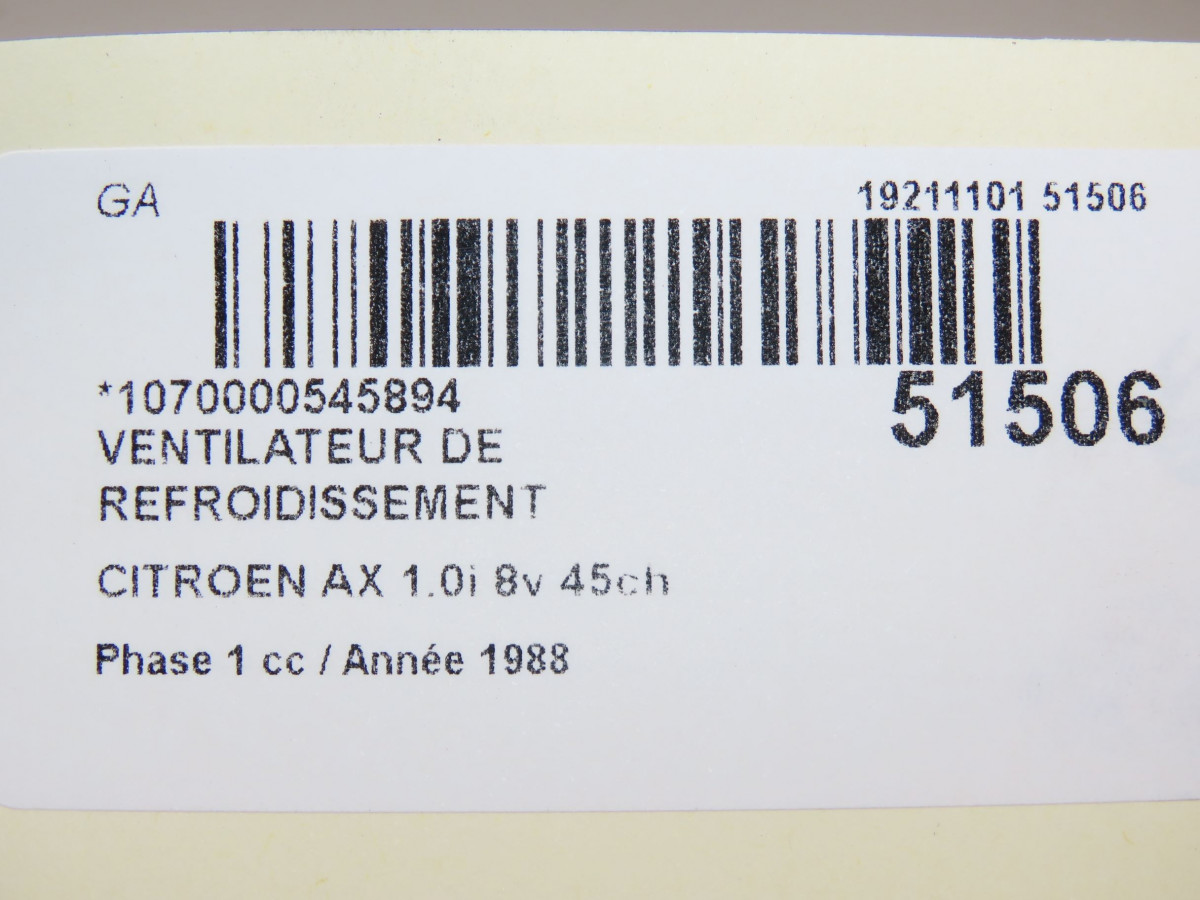 GA
19211101 51506
*1070000545894
51506
VENTILATEUR DE
REFROIDISSEMENT
CITROEN AX 1.0i 8v 45ch
Phase 1 cc / Année 1988